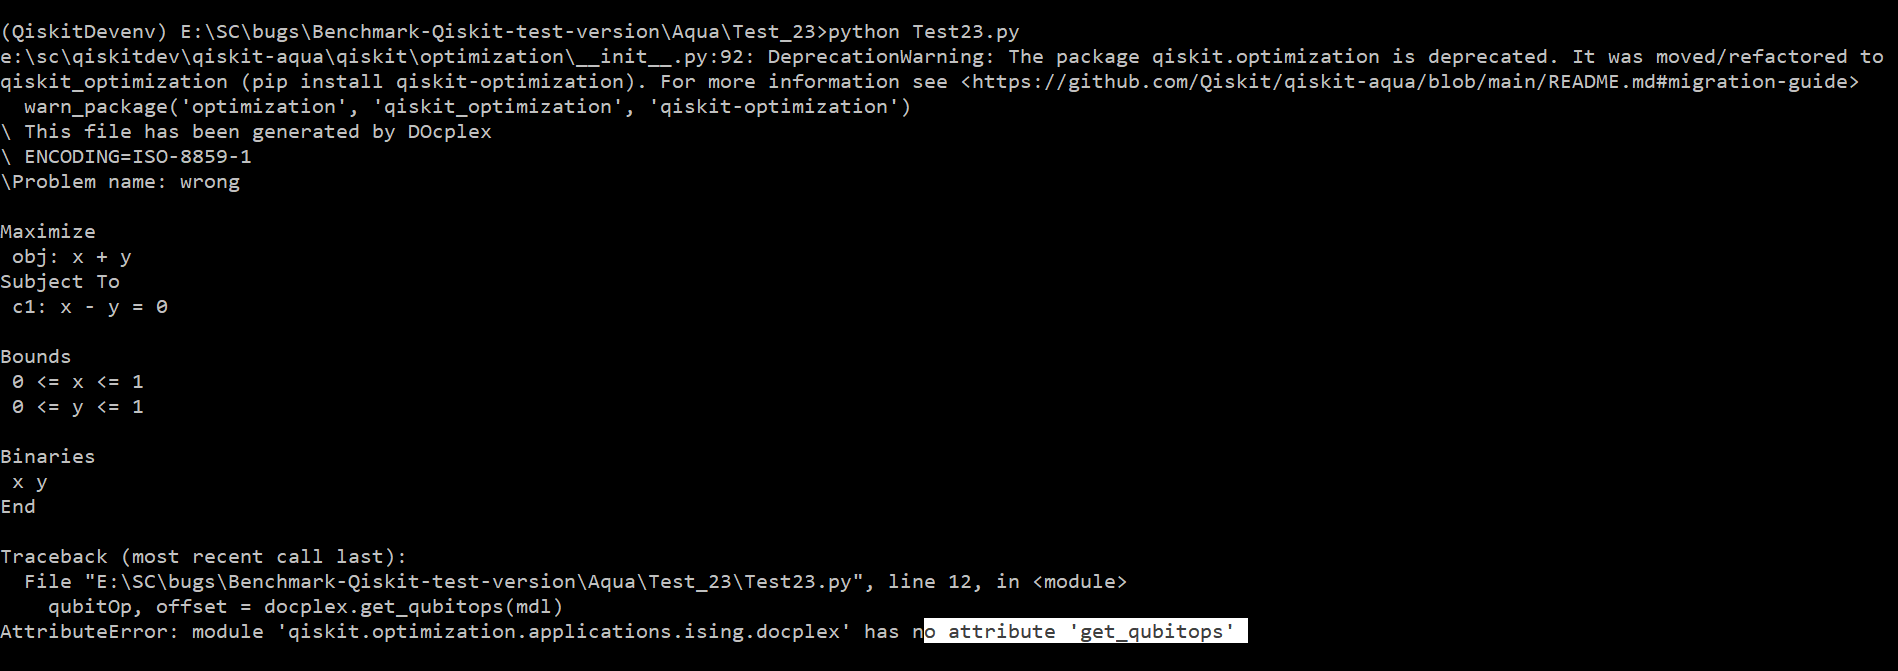 (QiskitDevenv) E:\SC\bugs\Benchmark-Qiskit-test-version\Aqua\Test_23>python Test23.py
e:\sc\qiskitdev\qiskit-aqua\qiskit\optimization\__init__.py:92: DeprecationWarning: The package qiskit.optimization is deprecated. It was moved/refactored to
qiskit_optimization (pip install qiskit-optimization). For more information see <https://github.com/Qiskit/qiskit-aqua/blob/main/README.md#migration-guide>
  warn_package('optimization', 'qiskit_optimization', 'qiskit-optimization')
\ This file has been generated by DOcplex
\ ENCODING=ISO-8859-1
\Problem name: wrong

Maximize
 obj: x + y
Subject To
 c1: x - y = 0

Bounds
 0 <= x <= 1
 0 <= y <= 1

Binaries
 x y
End

Traceback (most recent call last):
  File "E:\SC\bugs\Benchmark-Qiskit-test-version\Aqua\Test_23\Test23.py", line 12, in <module>
    qubitOp, offset = docplex.get_qubitops(mdl)
AttributeError: module 'qiskit.optimization.applications.ising.docplex' has no attribute 'get_qubitops'